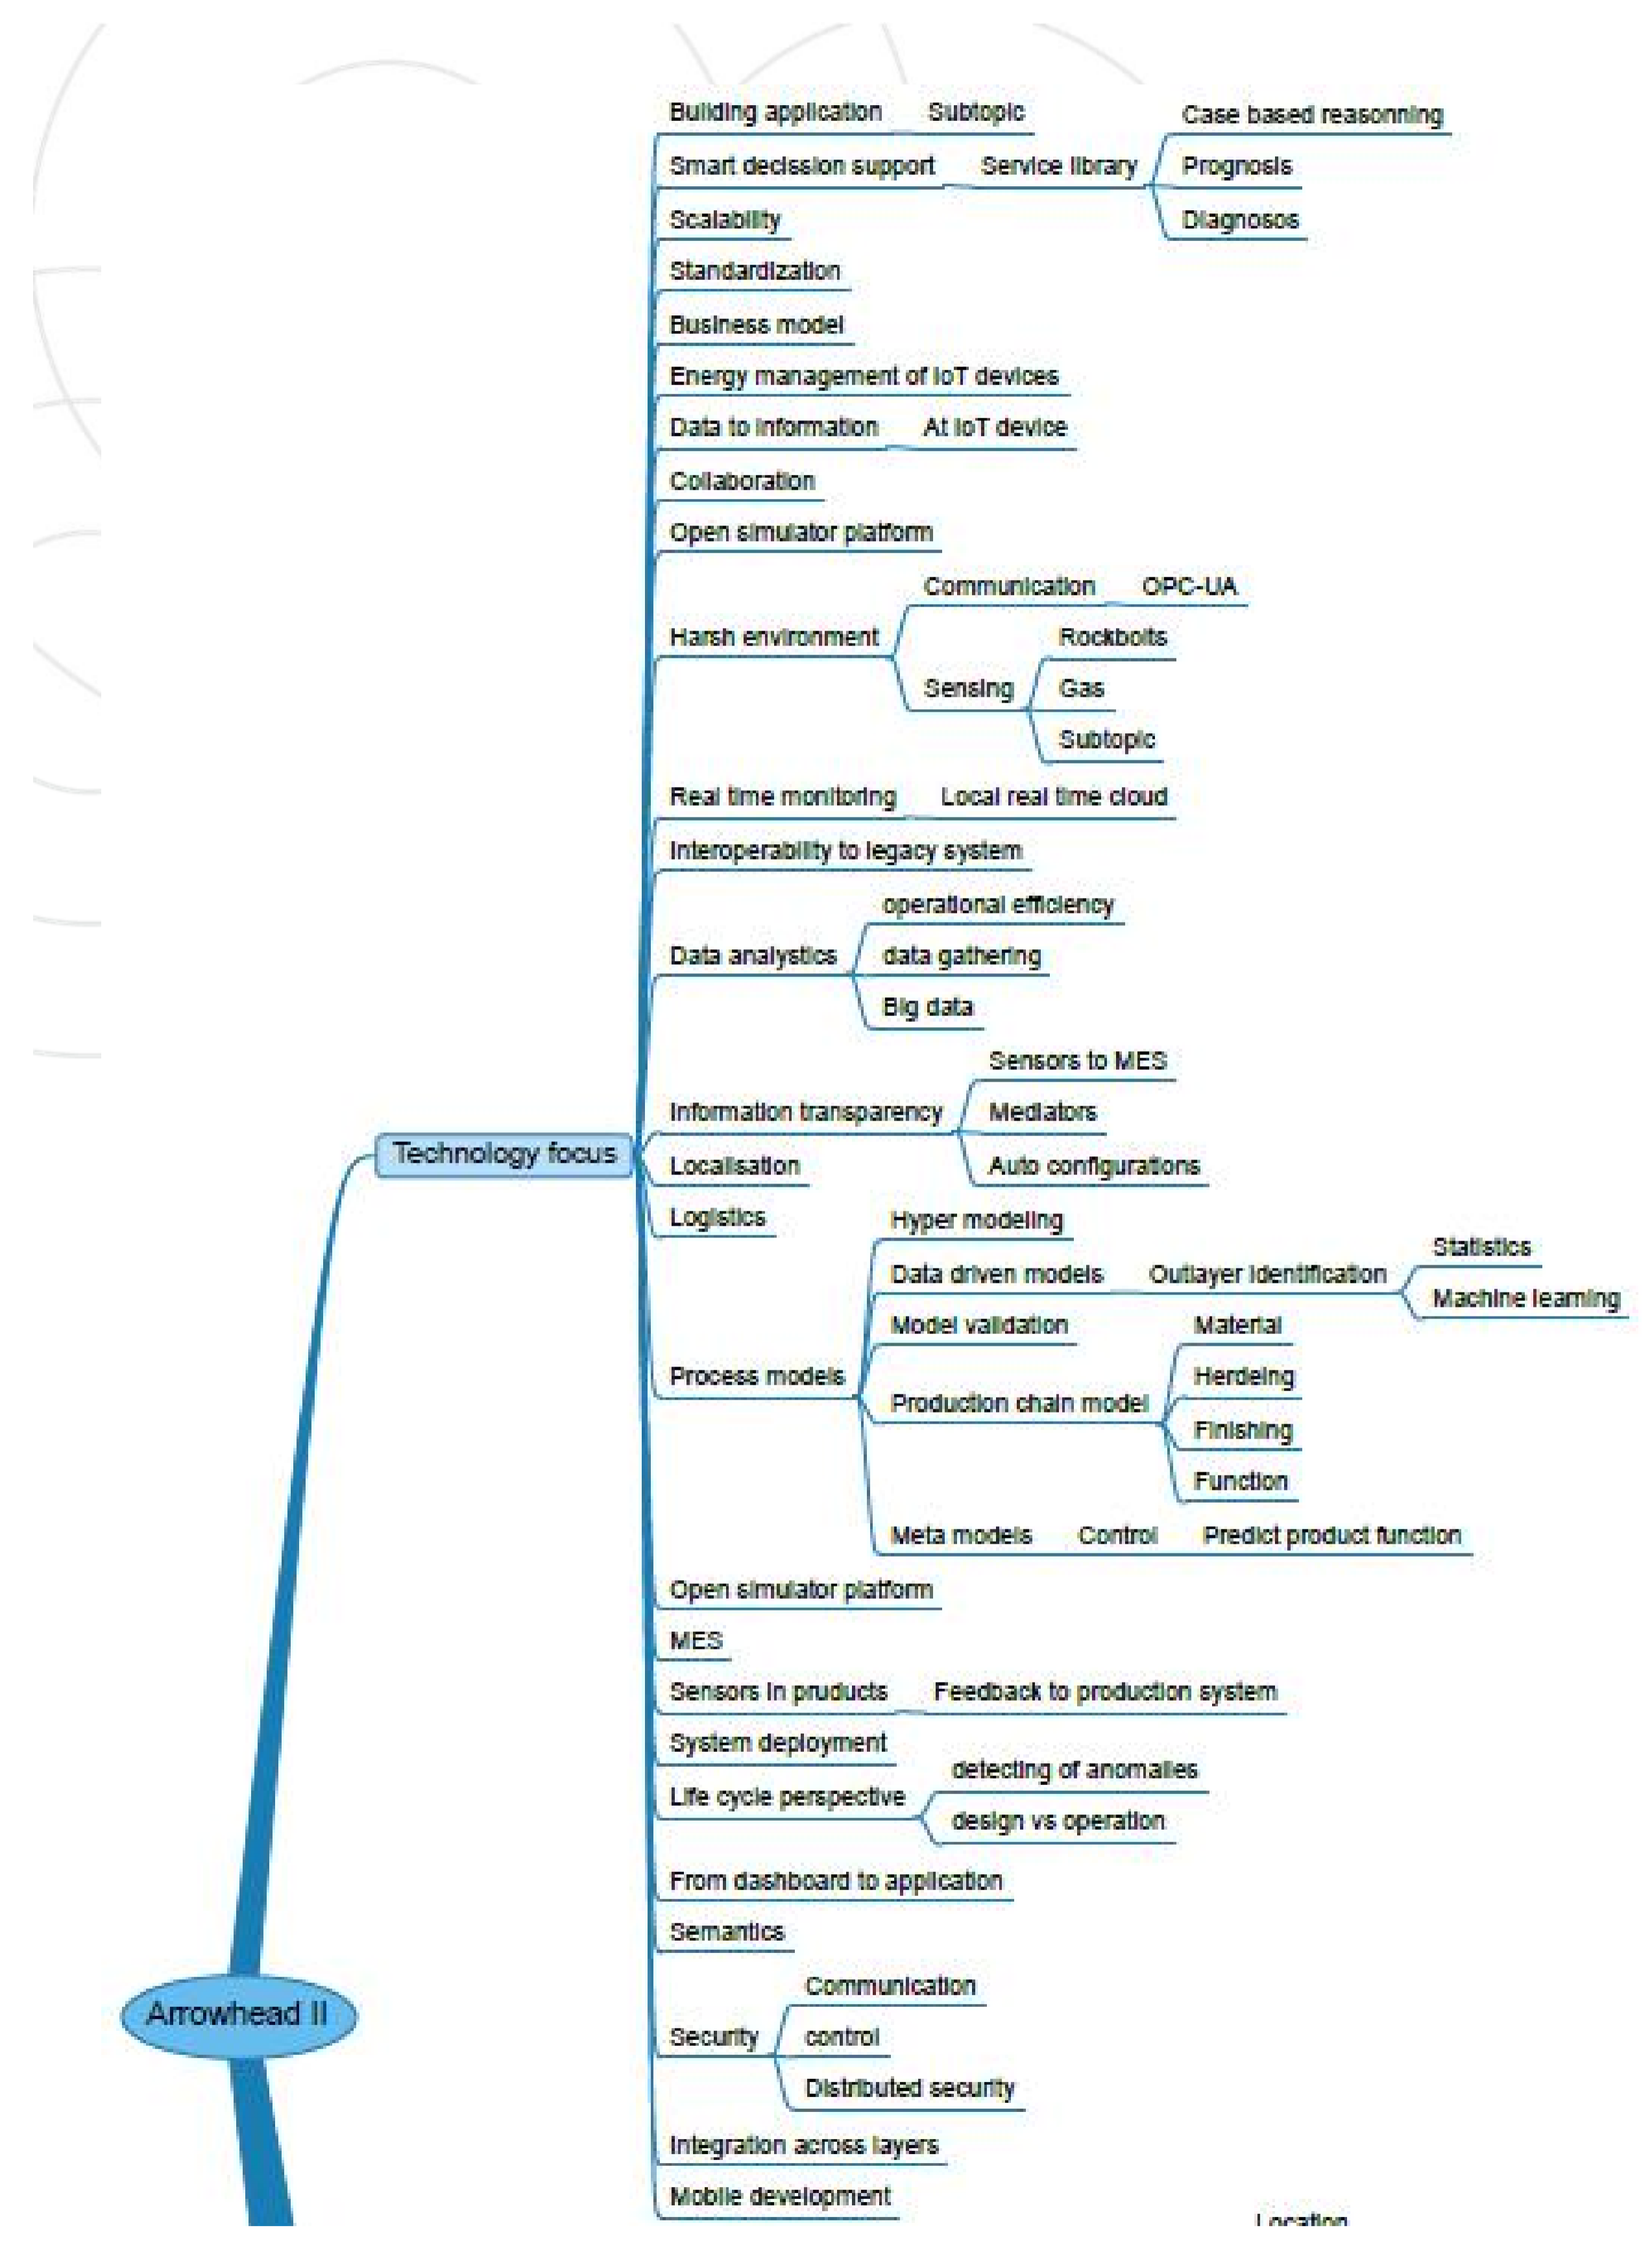 Building application Subtopic
Case based reasonning
Smart decission support Service library Prognosis
Scalability Diagnosos
Standardization
Business model
Energy management of IoT devices
Data to information At IoT device
Collaboration
Open simulator platform
Communication OPC-UA
Harsh environment Rockbolts
Sensing Gas
Subtopic
Real time monitoring Local real time cloud
Interoperability to legacy system
operational efficiency
Data analystics data gathering
Big data
Sensors to MES
Information transparency Mediators
Technology focus
Localisation Auto configurations
Logistics Hyper modeling
Statistics
Data driven models Outlayer identification
Machine learning
Model validation Material
Process models Herdeing
Production chain model
Finishing
Function
Meta models Control Predict product function
Open simulator platform
MES
Sensors in pruducts Feedback to production system
System deployment
detecting of anomalies
Life cycle perspective
design vs operation
From dashboard to application
Semantics
Communication
Arrowhead II
Security control
Distributed security
Integration across layers
Mobile development
Location